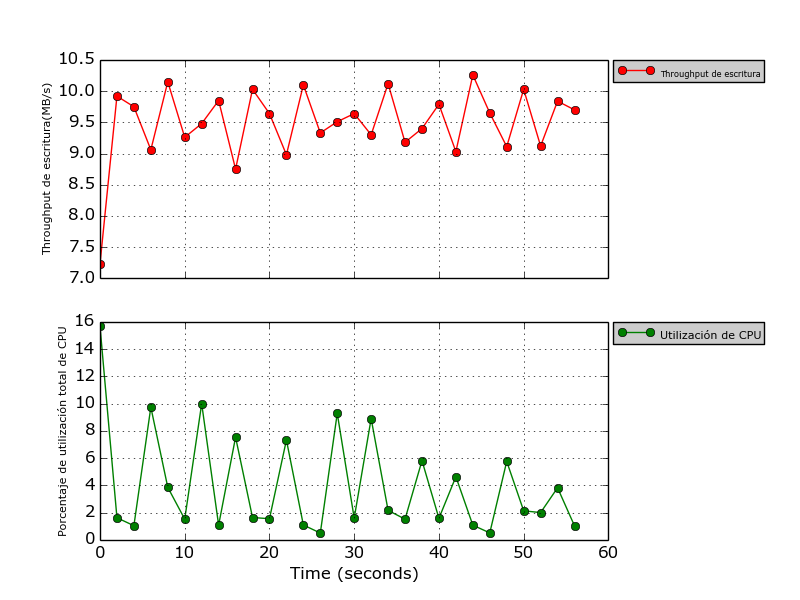 10.5
10.0
9.5
9.0
8.5
8.0
7.5
7.0
Throughput de escritura(MB/s)
Throughput de escritura
16
14
12
10
8
6
4
2
0
Porcentaje de utilización total de CPU
Utilización de CPU
0 10 20 30 40 50 60
Time (seconds)